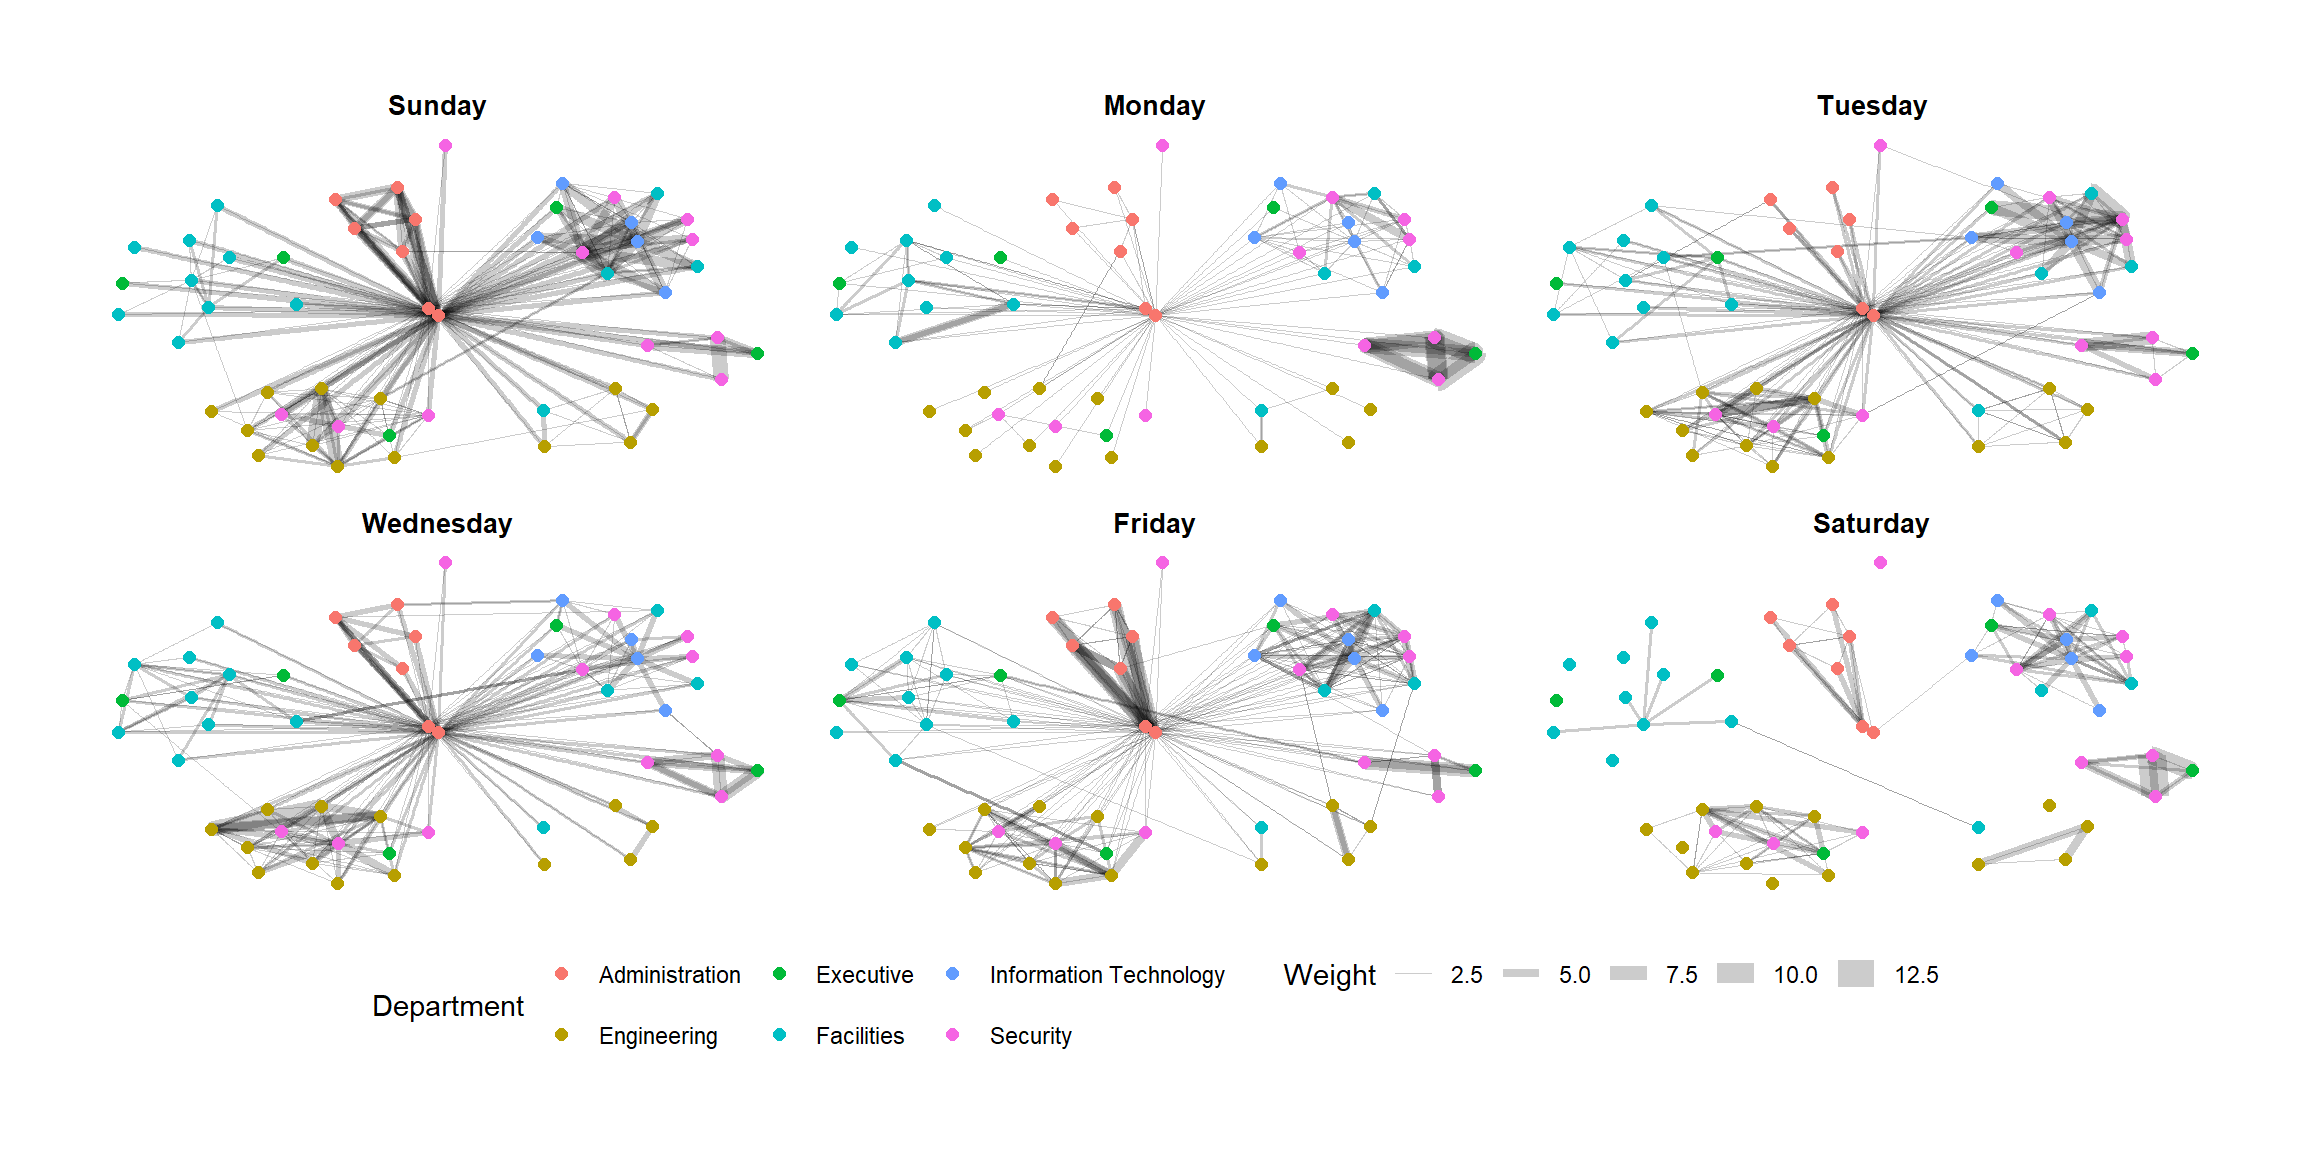 Sunday
Monday
Tuesday
Wednesday
Friday
Saturday
Department
Administration
Executive
Information Technology
Engineering
Facilities
Security
Weight
2.5
5.0
7.5
10.0
12.5